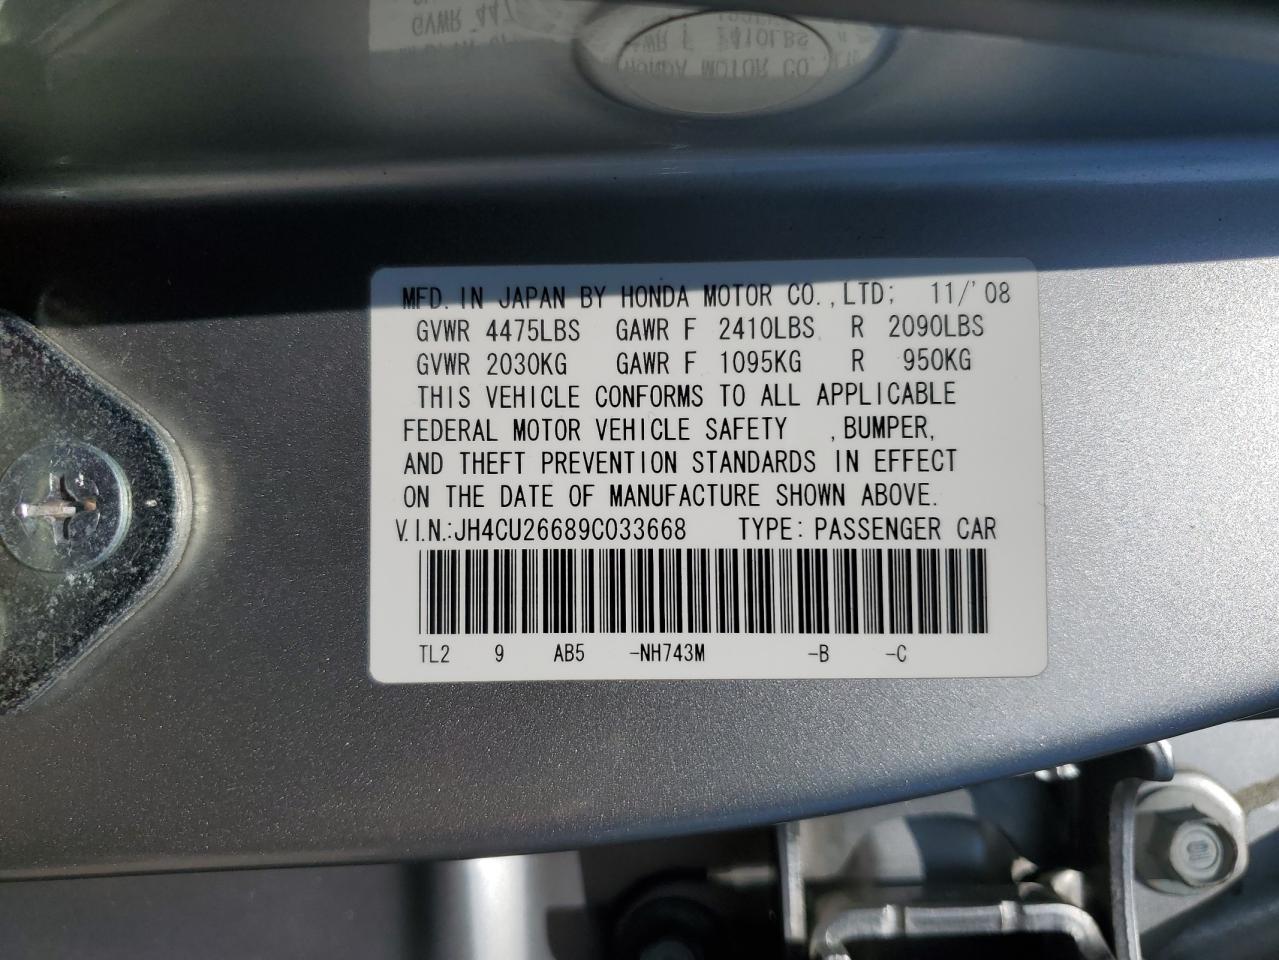 MFD. IN JAPAN BY HONDA MOTOR CO.,LTD; 11/'08
GVWR 4475LBS GAWR F 2410LBS R 2090LBS
GVWR 2030KG GAWR F 1095KG R 950KG
THIS VEHICLE CONFORMS TO ALL APPLICABLE
FEDERAL MOTOR VEHICLE SAFETY ,BUMPER,
AND THEFT PREVENTION STANDARDS IN EFFECT
ON THE DATE OF MANUFACTURE SHOWN ABOVE.
V.I.N.:JH4CU26689C033668 TYPE:PASSENGER CAR
TL2 9 AB5 -NH743M -B -C